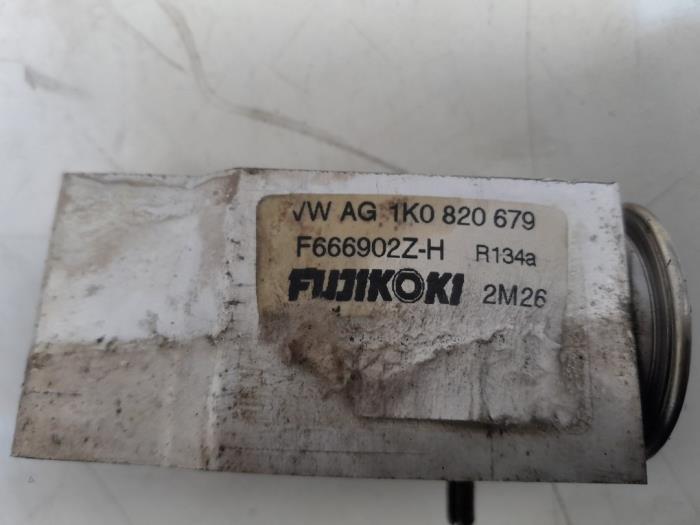 VW AG 1K0 820 679
F666902Z-H R134a
FUJIKOKI 2M26